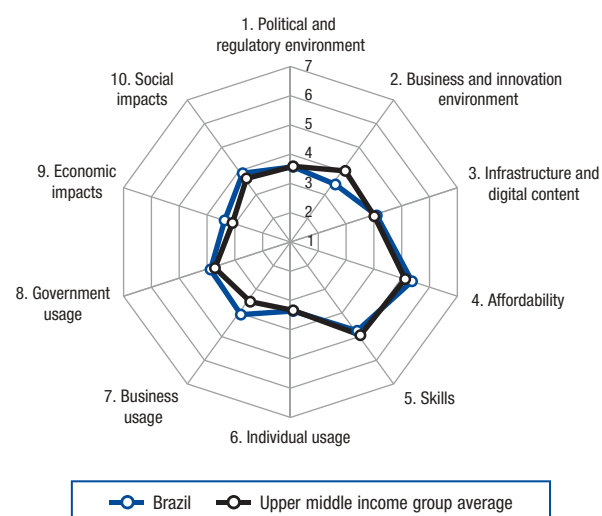 1. Political and
regulatory environment
2. Business and innovation
environment
3. Infrastructure and
digital content
4. Affordability
5. Skills
6. Individual usage
7. Business
usage
8. Government
usage
9. Economic
impacts
10. Social
impacts
7
6
5
4
3
2
1
Brazil
Upper middle income group average